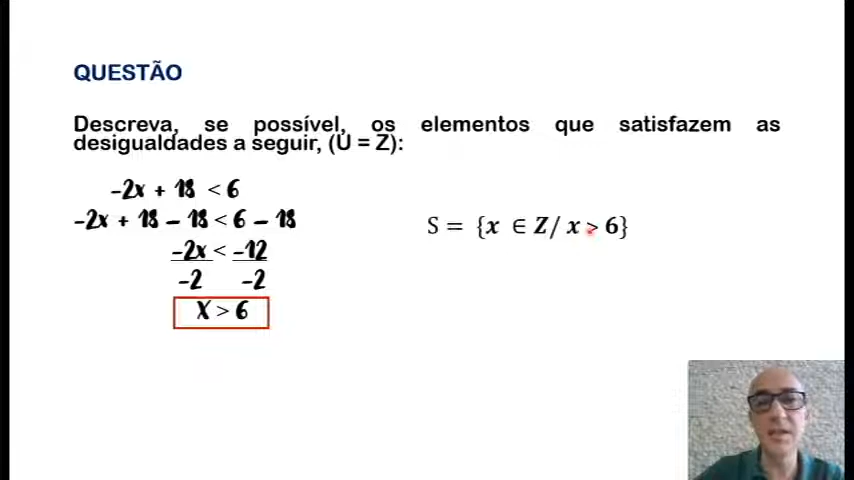 QUESTÃO
Descreva, se possível, os elementos que satisfazem as
desigualdades a seguir, (U = Z):
-2x + 18 < 6
-2x + 18 - 18 < 6 - 18
-2x < -12
-2 -2
X > 6
S = {x ∈ Z/ x > 6}